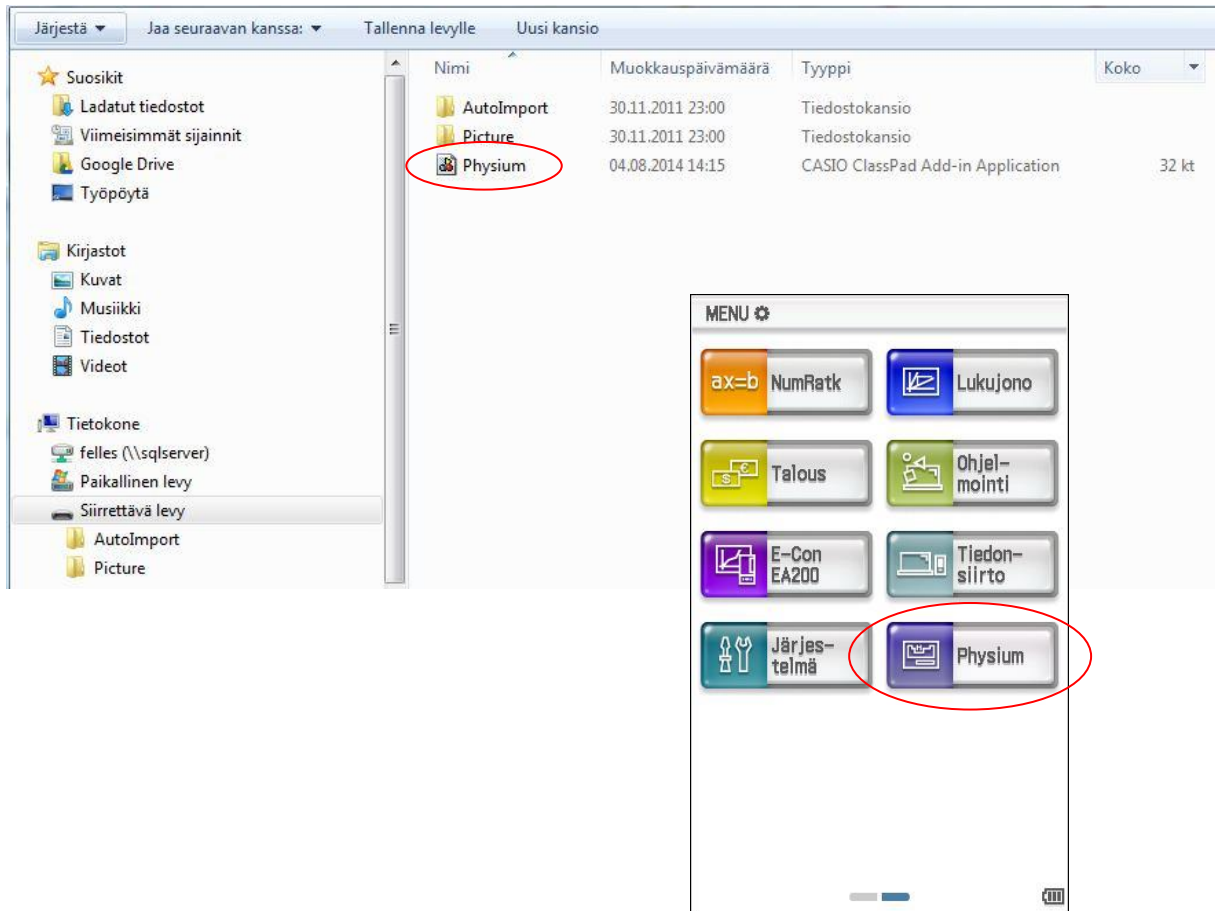 Järjestä Jaa seuraavan kanssa: Tallenna levylle Uusi kansio
Suosikit
Ladatut tiedostot
Viimeisimmät sijainnit
Google Drive
Työpöytä
Kirjastot
Kuvat
Musiikki
Tiedostot
Videot
Tietokone
felles (\\sqlserver)
Paikallinen levy
Siirrettävä levy
AutoImport
Picture
Nimi Muokkauspäivämäärä Tyyppi Koko
AutoImport 30.11.2011 23:00 Tiedostokansio
Picture 30.11.2011 23:00 Tiedostokansio
Physium 04.08.2014 14:15 CASIO ClassPad Add-in Application 32 kt
MENU
ax=b NumRatk
Lukujono
$ € Talous
Ohjel-
mointi
E-Con
EA200
Tiedon-
siirto
Järjes-
telmä
Physium